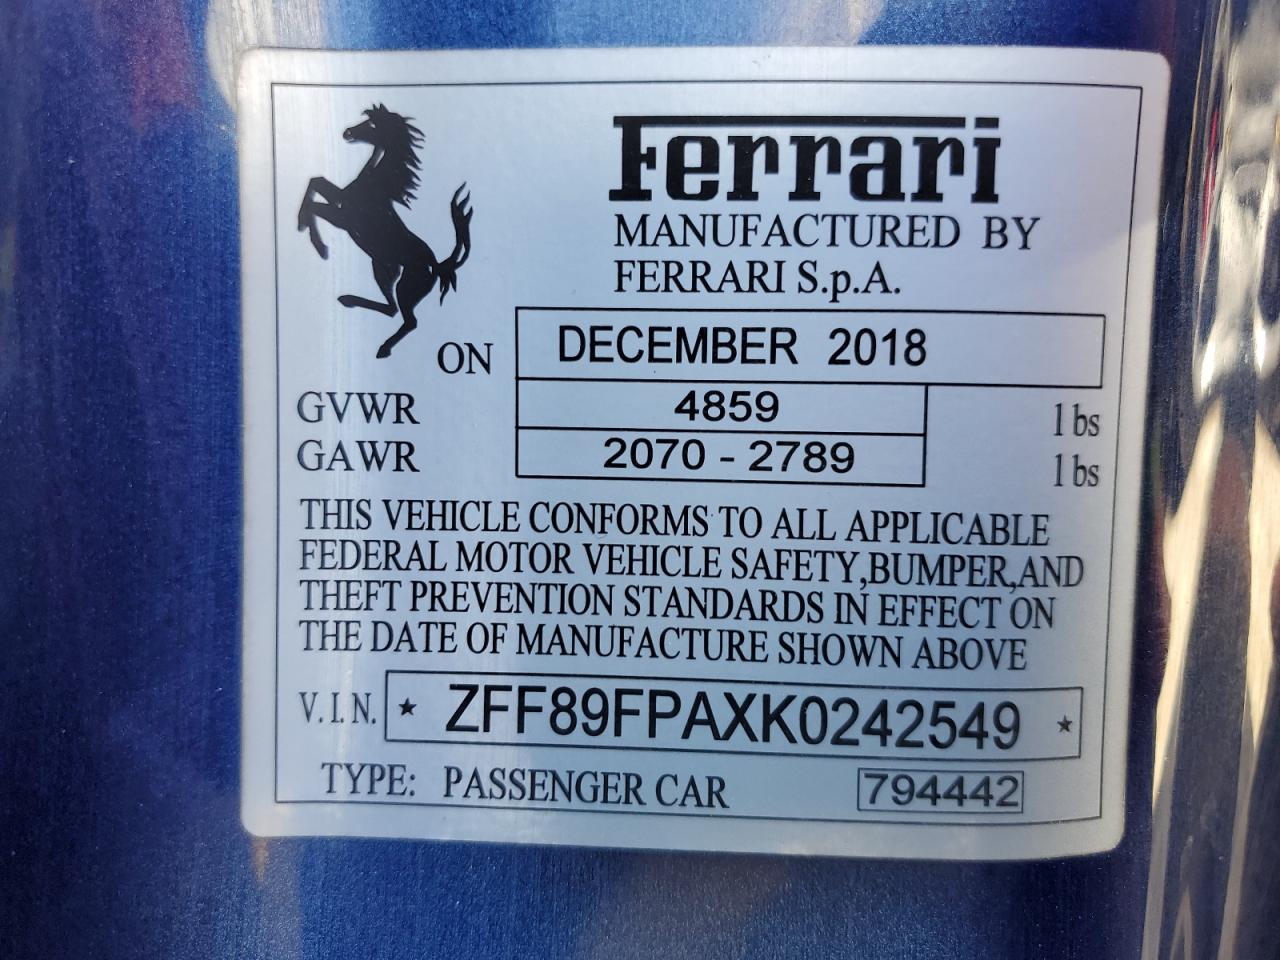 Ferrari
MANUFACTURED BY
FERRARI S.p.A.
ON DECEMBER 2018
GVWR 4859 lbs
GAWR 2070 - 2789 lbs
THIS VEHICLE CONFORMS TO ALL APPLICABLE
FEDERAL MOTOR VEHICLE SAFETY,BUMPER,AND
THEFT PREVENTION STANDARDS IN EFFECT ON
THE DATE OF MANUFACTURE SHOWN ABOVE
V.I.N. ★ ZFF89FPAXK0242549 ★
TYPE: PASSENGER CAR 794442